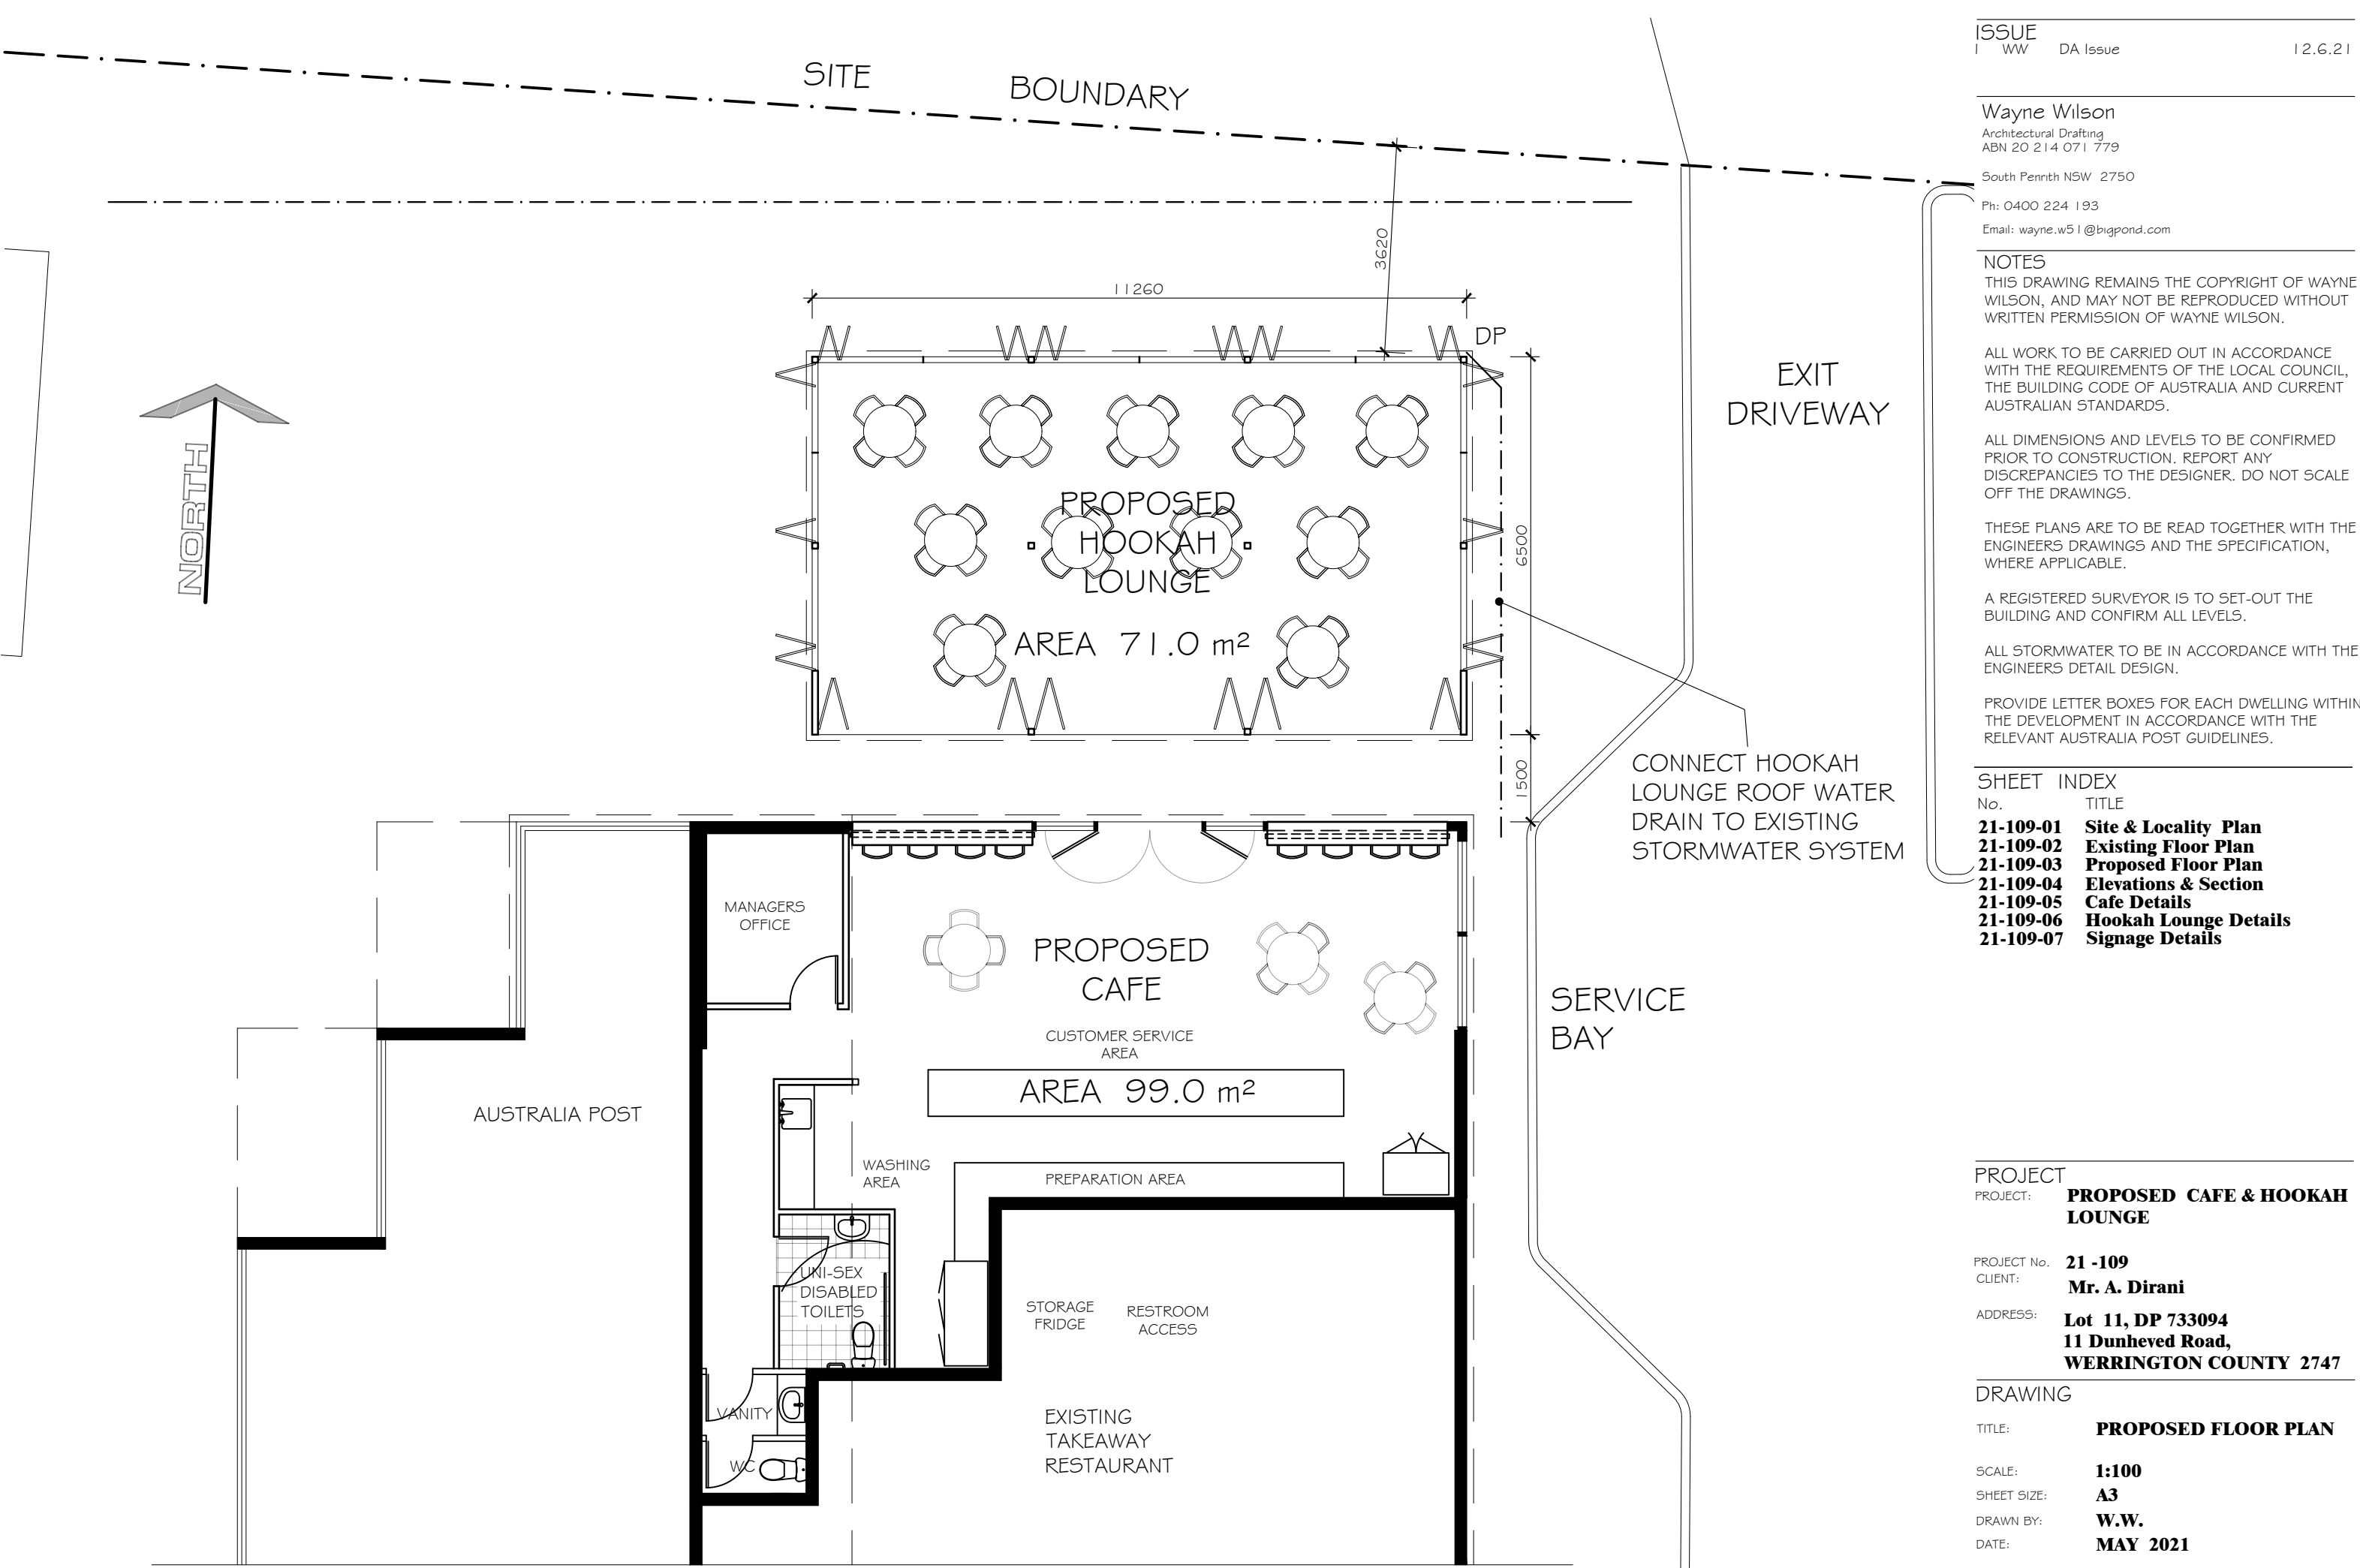 SITE BOUNDARY
3620
11260
DP
NORTH
EXIT
DRIVEWAY
PROPOSED
HOOKAH
LOUNGE
AREA 71.0 m²
6500
1500
CONNECT HOOKAH
LOUNGE ROOF WATER
DRAIN TO EXISTING
STORMWATER SYSTEM
MANAGERS
OFFICE
PROPOSED
CAFE
CUSTOMER SERVICE
AREA
AREA 99.0 m²
SERVICE
BAY
AUSTRALIA POST
WASHING
AREA
PREPARATION AREA
UNI-SEX
DISABLED
TOILETS
STORAGE
FRIDGE
RESTROOM
ACCESS
VANITY
WC
EXISTING
TAKEAWAY
RESTAURANT
ISSUE
1 WW DA Issue 12.6.21
Wayne Wilson
Architectural Drafting
ABN 20 214 071 779
South Penrith NSW 2750
Ph: 0400 224 193
Email: wayne.w51@bigpond.com
NOTES
THIS DRAWING REMAINS THE COPYRIGHT OF WAYNE
WILSON, AND MAY NOT BE REPRODUCED WITHOUT
WRITTEN PERMISSION OF WAYNE WILSON.
ALL WORK TO BE CARRIED OUT IN ACCORDANCE
WITH THE REQUIREMENTS OF THE LOCAL COUNCIL,
THE BUILDING CODE OF AUSTRALIA AND CURRENT
AUSTRALIAN STANDARDS.
ALL DIMENSIONS AND LEVELS TO BE CONFIRMED
PRIOR TO CONSTRUCTION. REPORT ANY
DISCREPANCIES TO THE DESIGNER. DO NOT SCALE
OFF THE DRAWINGS.
THESE PLANS ARE TO BE READ TOGETHER WITH THE
ENGINEERS DRAWINGS AND THE SPECIFICATION,
WHERE APPLICABLE.
A REGISTERED SURVEYOR IS TO SET-OUT THE
BUILDING AND CONFIRM ALL LEVELS.
ALL STORMWATER TO BE IN ACCORDANCE WITH THE
ENGINEERS DETAIL DESIGN.
PROVIDE LETTER BOXES FOR EACH DWELLING WITHIN
THE DEVELOPMENT IN ACCORDANCE WITH THE
RELEVANT AUSTRALIA POST GUIDELINES.
SHEET INDEX
No. TITLE
21-109-01 Site & Locality Plan
21-109-02 Existing Floor Plan
21-109-03 Proposed Floor Plan
21-109-04 Elevations & Section
21-109-05 Cafe Details
21-109-06 Hookah Lounge Details
21-109-07 Signage Details
PROJECT
PROJECT: PROPOSED CAFE & HOOKAH
LOUNGE
PROJECT No. 21 -109
CLIENT: Mr. A. Dirani
ADDRESS: Lot 11, DP 733094
11 Dunheved Road,
WERRINGTON COUNTY 2747
DRAWING
TITLE: PROPOSED FLOOR PLAN
SCALE: 1:100
SHEET SIZE: A3
DRAWN BY: W.W.
DATE: MAY 2021